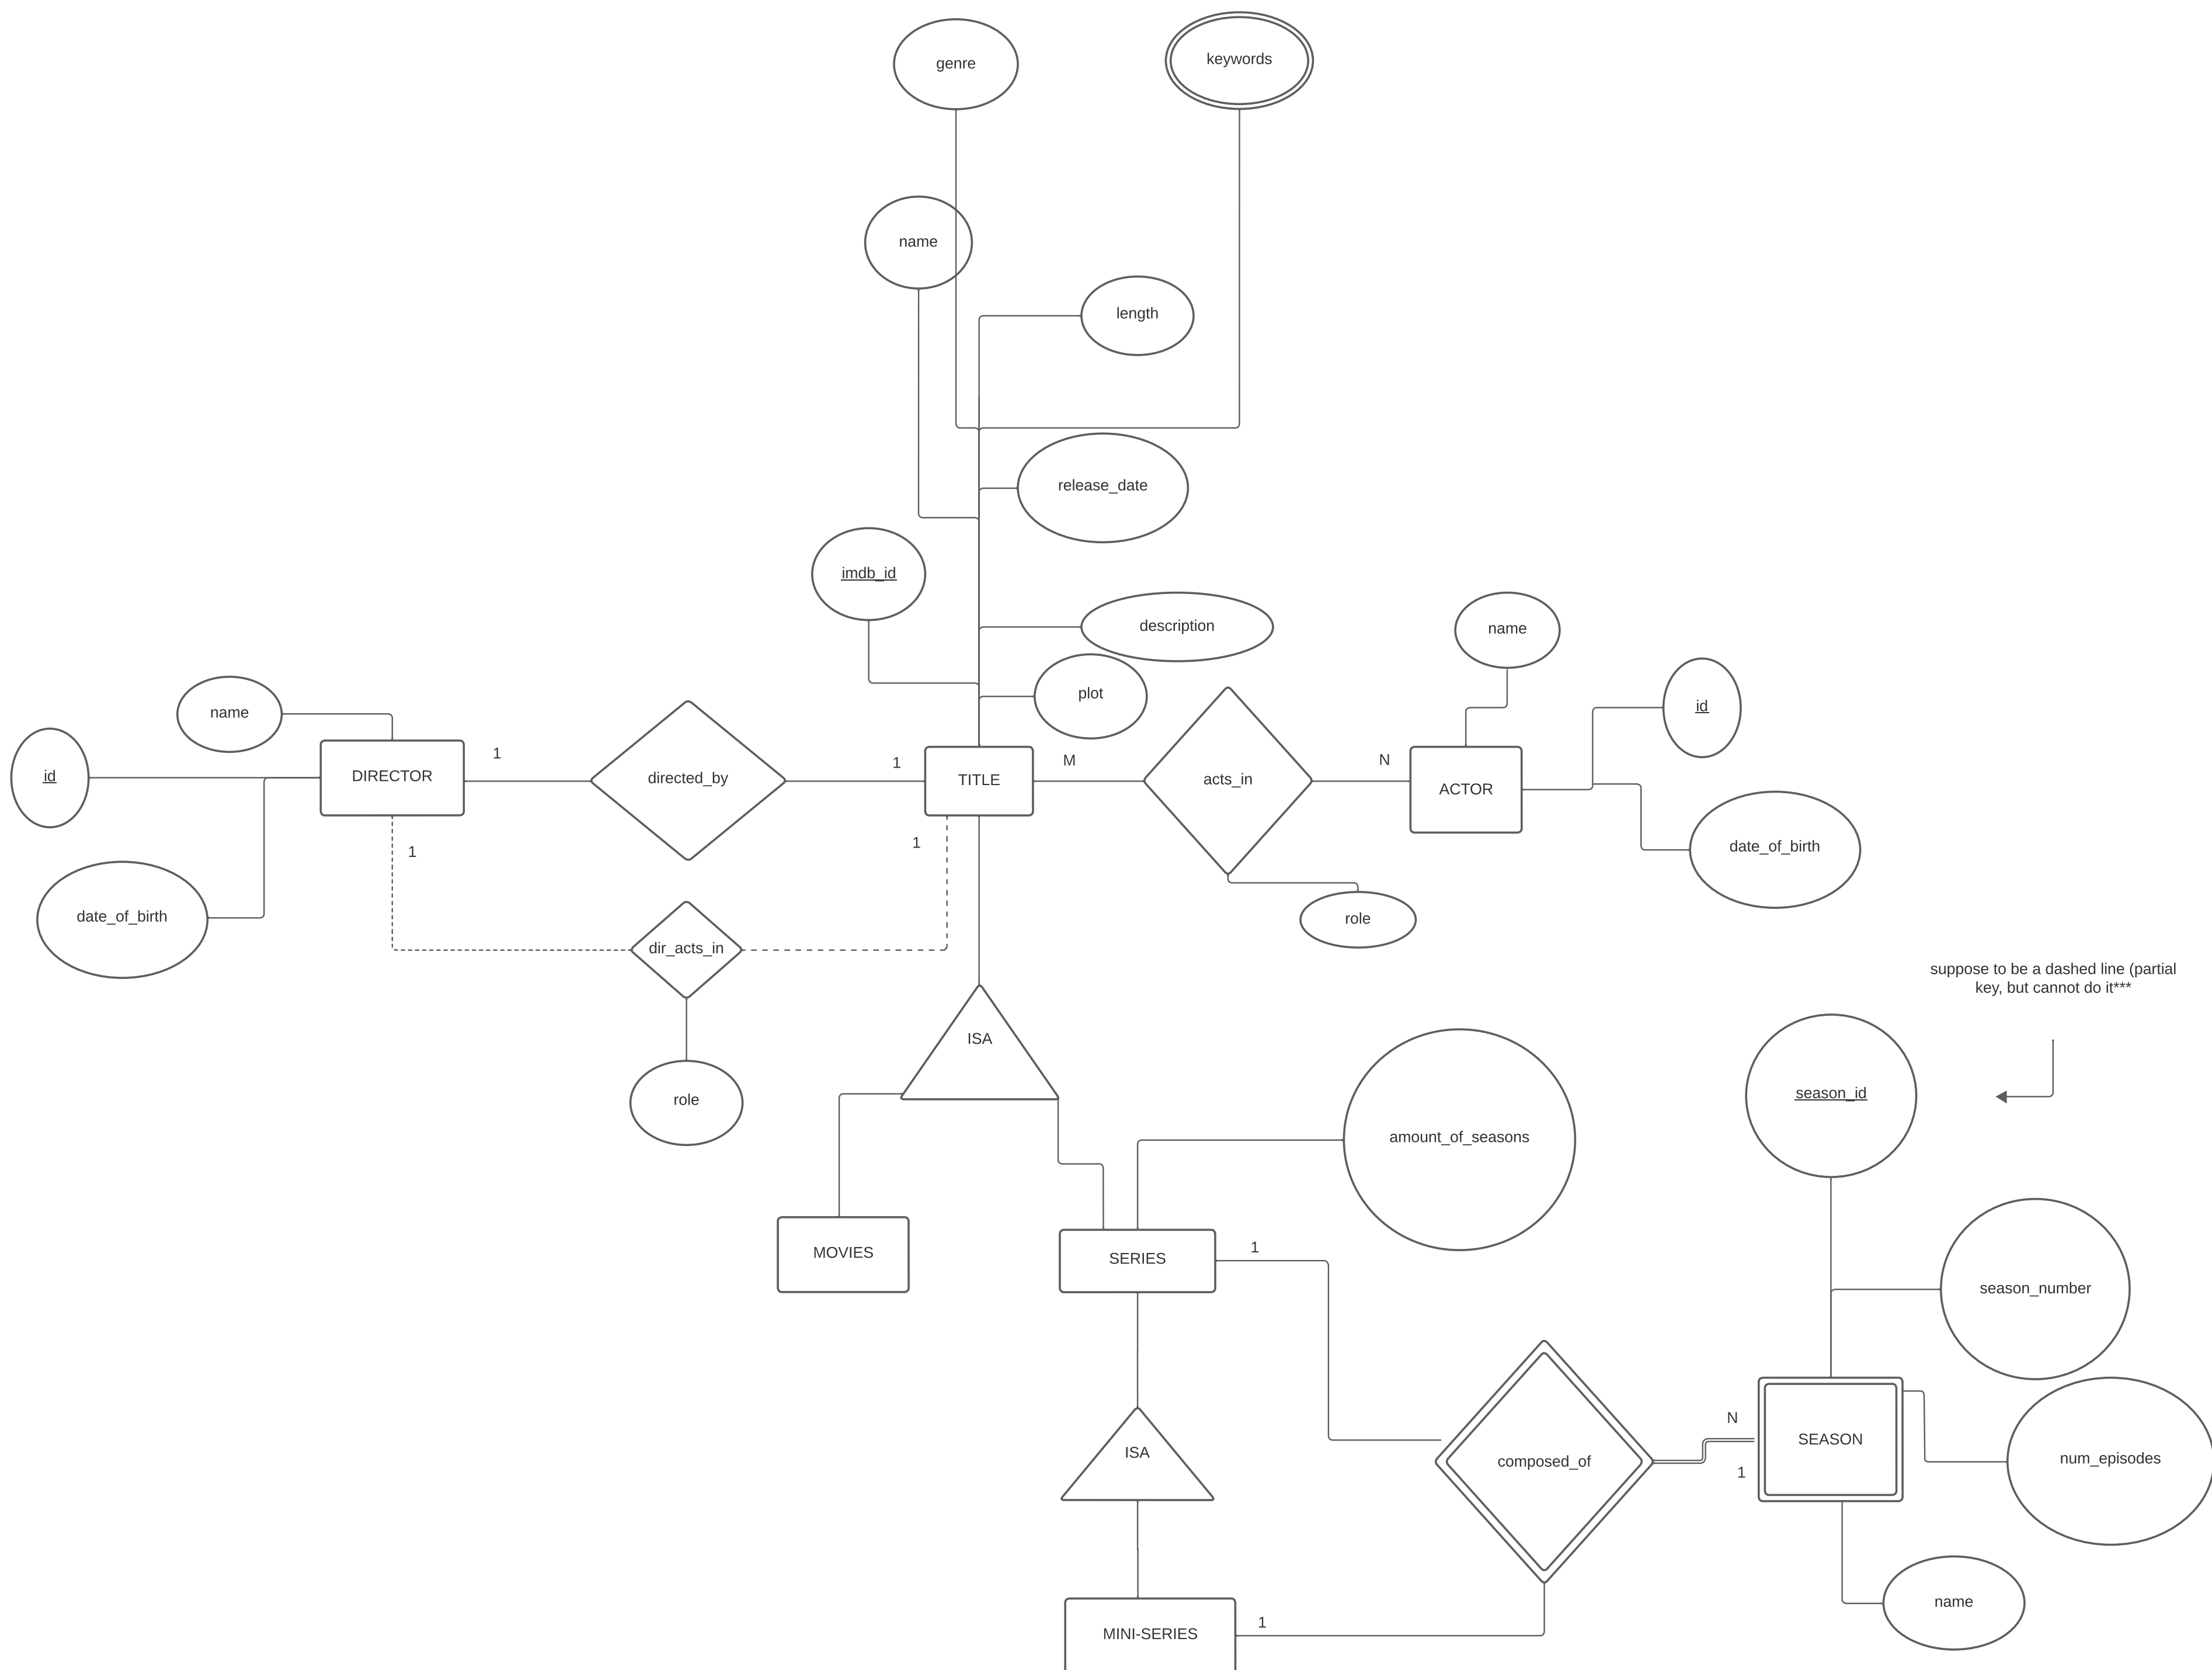 genre
keywords
name
length
release_date
imdb_id
description
name
plot
id
name
1
1
M
N
id
DIRECTOR
directed_by
TITLE
acts_in
ACTOR
1
1
date_of_birth
date_of_birth
dir_acts_in
role
suppose to be a dashed line (partial
key, but cannot do it***
ISA
role
season_id
amount_of_seasons
MOVIES
SERIES
1
season_number
N
ISA
composed_of
SEASON
1
num_episodes
name
1
MINI-SERIES